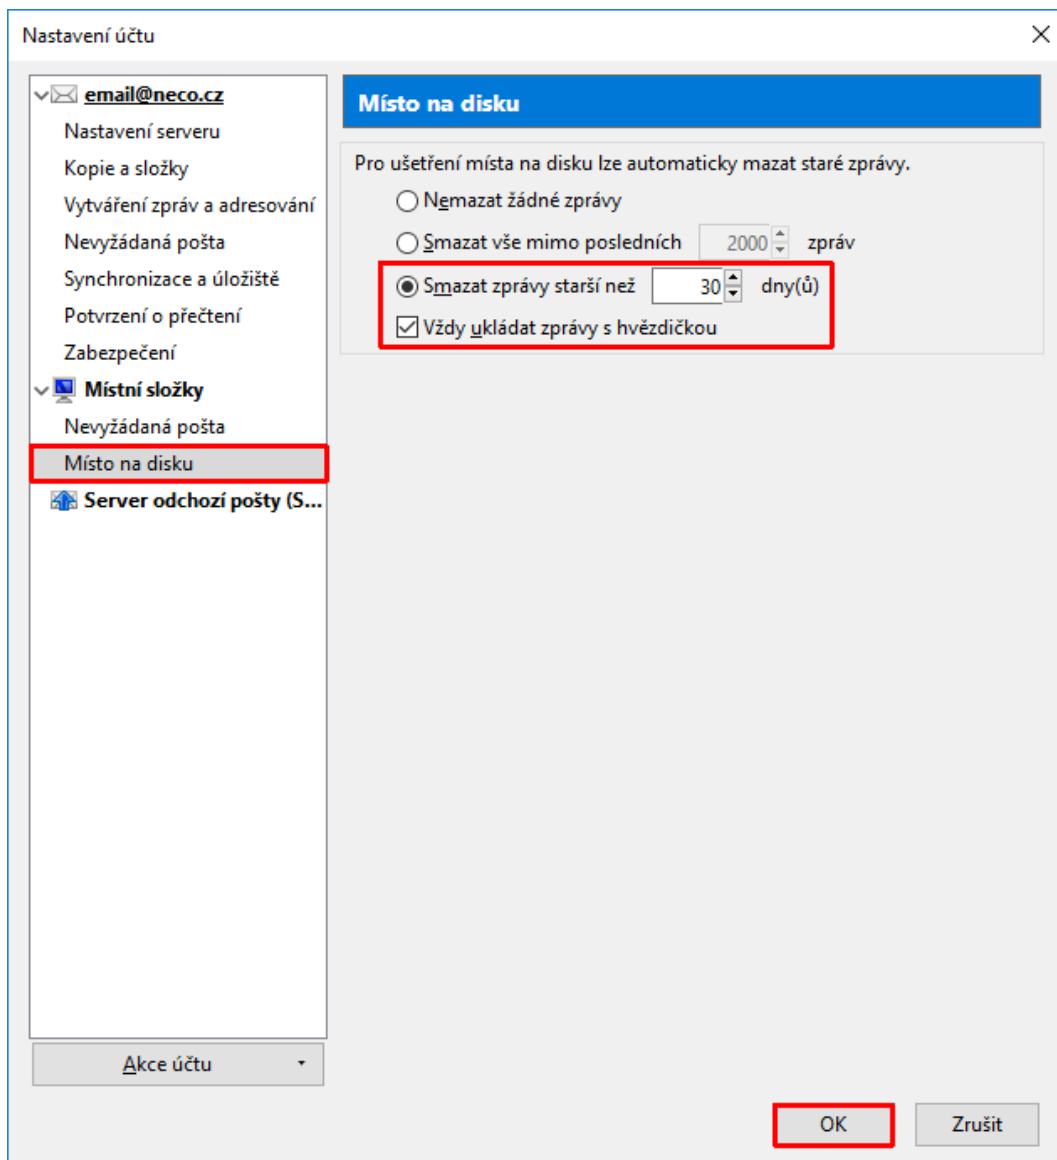 Nastavení účtu
email@neco.cz
Nastavení serveru
Kopie a složky
Vytváření zpráv a adresování
Nevyžádaná pošta
Synchronizace a úložiště
Potvrzení o přečtení
Zabezpečení
Místní složky
Nevyžádaná pošta
Místo na disku
Server odchozí pošty (S...
Akce účtu
Místo na disku
Pro ušetření místa na disku lze automaticky mazat staré zprávy.
Nemazat žádné zprávy
Smazat vše mimo posledních 2000 zpráv
Smazat zprávy starší než 30 dny(ů)
Vždy ukládat zprávy s hvězdičkou
OK Zrušit